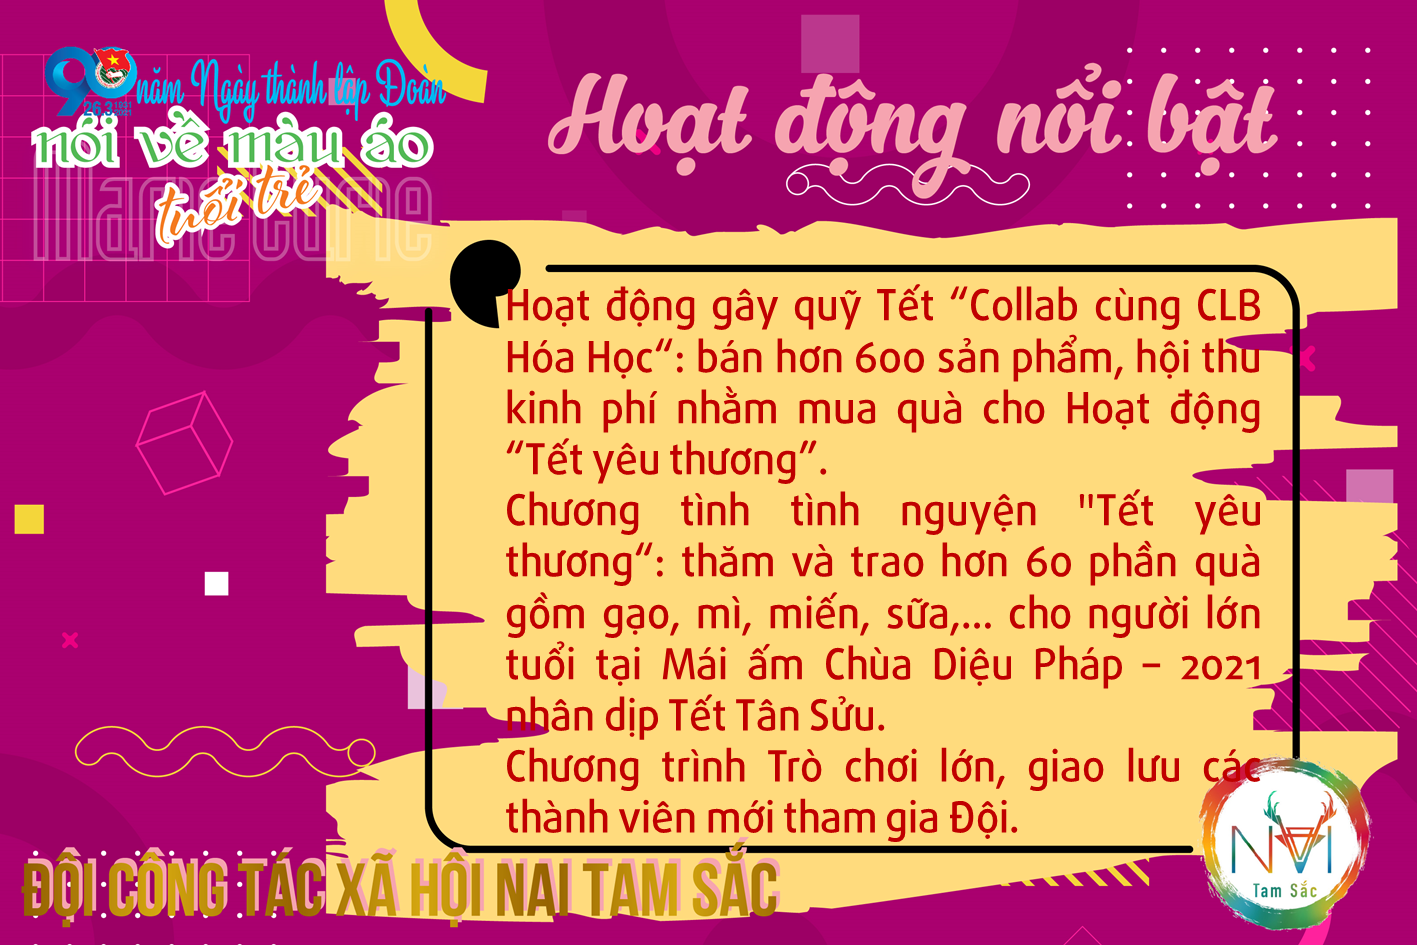 90 năm Ngày thành lập Đoàn
26.3
nói về màu áo
tuổi trẻ
Marie Curie
Hoạt động nổi bật
Hoạt động gây quỹ Tết “Collab cùng CLB
Hóa Học“: bán hơn 600 sản phẩm, hội thu
kinh phí nhằm mua quà cho Hoạt động
“Tết yêu thương”.
Chương tình tình nguyện "Tết yêu
thương“: thăm và trao hơn 60 phần quà
gồm gạo, mì, miến, sữa,... cho người lớn
tuổi tại Mái ấm Chùa Diệu Pháp – 2021
nhân dịp Tết Tân Sửu.
Chương trình Trò chơi lớn, giao lưu các
thành viên mới tham gia Đội.
ĐỘI CÔNG TÁC XÃ HỘI NAI TAM SẮC
NAI
Tam Sắc